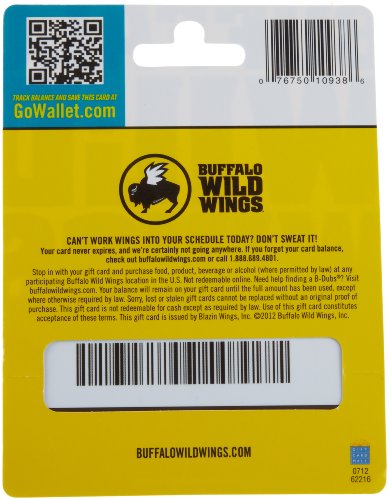 TRACK BALANCE AND SAVE THIS CARD AT
GoWallet.com
0 76750 10938 6
BUFFALO
WILD
WINGS
CAN'T WORK WINGS INTO YOUR SCHEDULE TODAY? DON'T SWEAT IT!
Your card never expires, and we're certainly not going anywhere. If you forget your card balance,
check out buffalowildwings.com or call 1.888.689.4801.
Stop in with your gift card and purchase food, product, beverage or alcohol (where permitted by law) at any
participating Buffalo Wild Wings location in the U.S. Not redeemable online. Need help finding a B-Dubs? Visit
buffalowildwings.com. Your balance will remain on your gift card until the full amount has been used, except
where otherwise required by law. Sorry, lost or stolen gift cards cannot be replaced without an original proof of
purchase. This gift card is not redeemable for cash except as required by law. Use of this gift card constitutes
acceptance of these terms. This gift card is issued by Blazin Wings, Inc. ©2012 Buffalo Wild Wings, Inc.
BUFFALOWILDWINGS.COM
GIFT
CARD
MALL
0712
62216